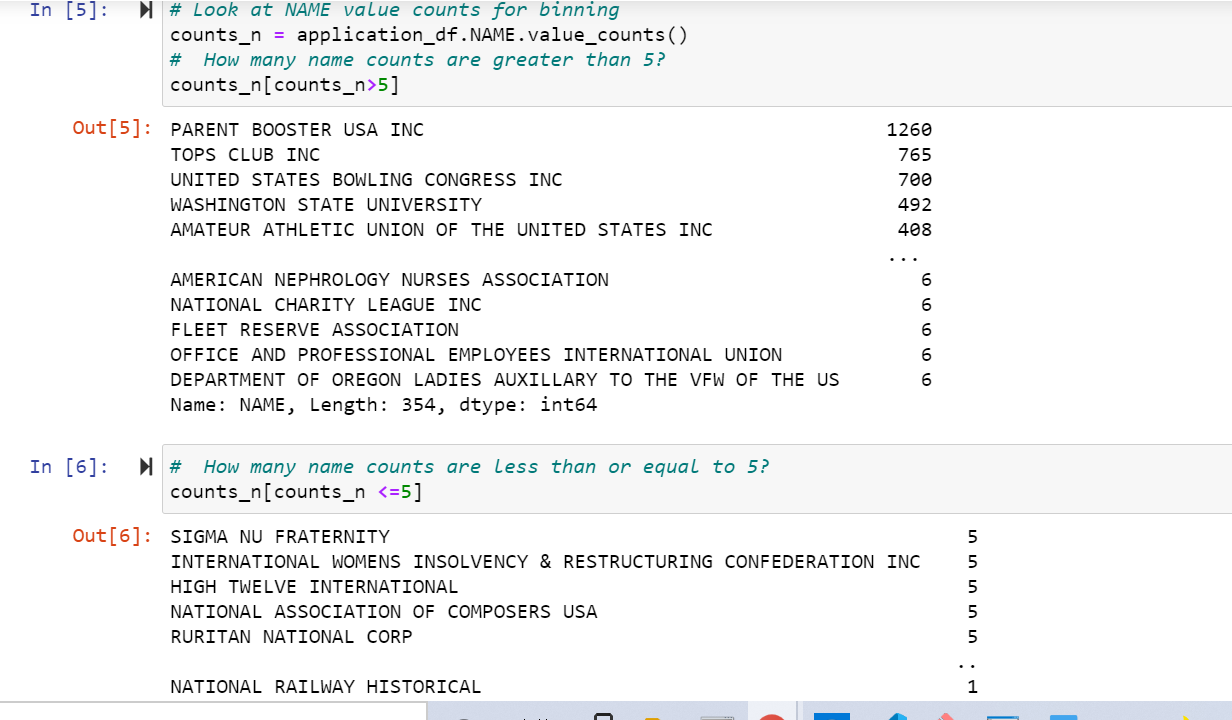 In [5]: # Look at NAME value counts for binning
counts_n = application_df.NAME.value_counts()
#  How many name counts are greater than 5?
counts_n[counts_n>5]
Out[5]: PARENT BOOSTER USA INC 1260
TOPS CLUB INC 765
UNITED STATES BOWLING CONGRESS INC 700
WASHINGTON STATE UNIVERSITY 492
AMATEUR ATHLETIC UNION OF THE UNITED STATES INC 408
...
AMERICAN NEPHROLOGY NURSES ASSOCIATION 6
NATIONAL CHARITY LEAGUE INC 6
FLEET RESERVE ASSOCIATION 6
OFFICE AND PROFESSIONAL EMPLOYEES INTERNATIONAL UNION 6
DEPARTMENT OF OREGON LADIES AUXILLARY TO THE VFW OF THE US 6
Name: NAME, Length: 354, dtype: int64
In [6]: #  How many name counts are less than or equal to 5?
counts_n[counts_n <=5]
Out[6]: SIGMA NU FRATERNITY 5
INTERNATIONAL WOMENS INSOLVENCY & RESTRUCTURING CONFEDERATION INC 5
HIGH TWELVE INTERNATIONAL 5
NATIONAL ASSOCIATION OF COMPOSERS USA 5
RURITAN NATIONAL CORP 5
..
NATIONAL RAILWAY HISTORICAL 1